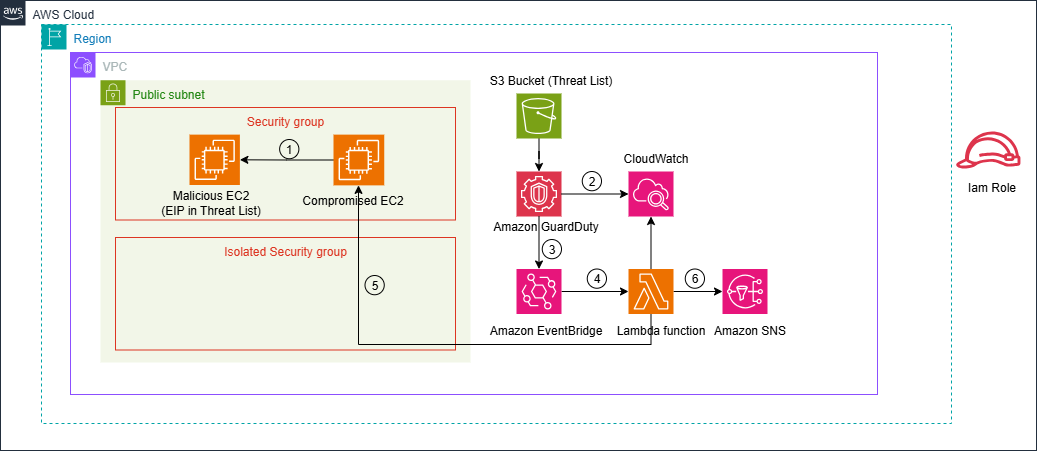 aws
AWS Cloud
Region
VPC
Public subnet
Security group
1
Malicious EC2
(EIP in Threat List)
Compromised EC2
Isolated Security group
5
S3 Bucket (Threat List)
CloudWatch
2
Amazon GuardDuty
3
4
6
Amazon EventBridge
Lambda function
Amazon SNS
Iam Role